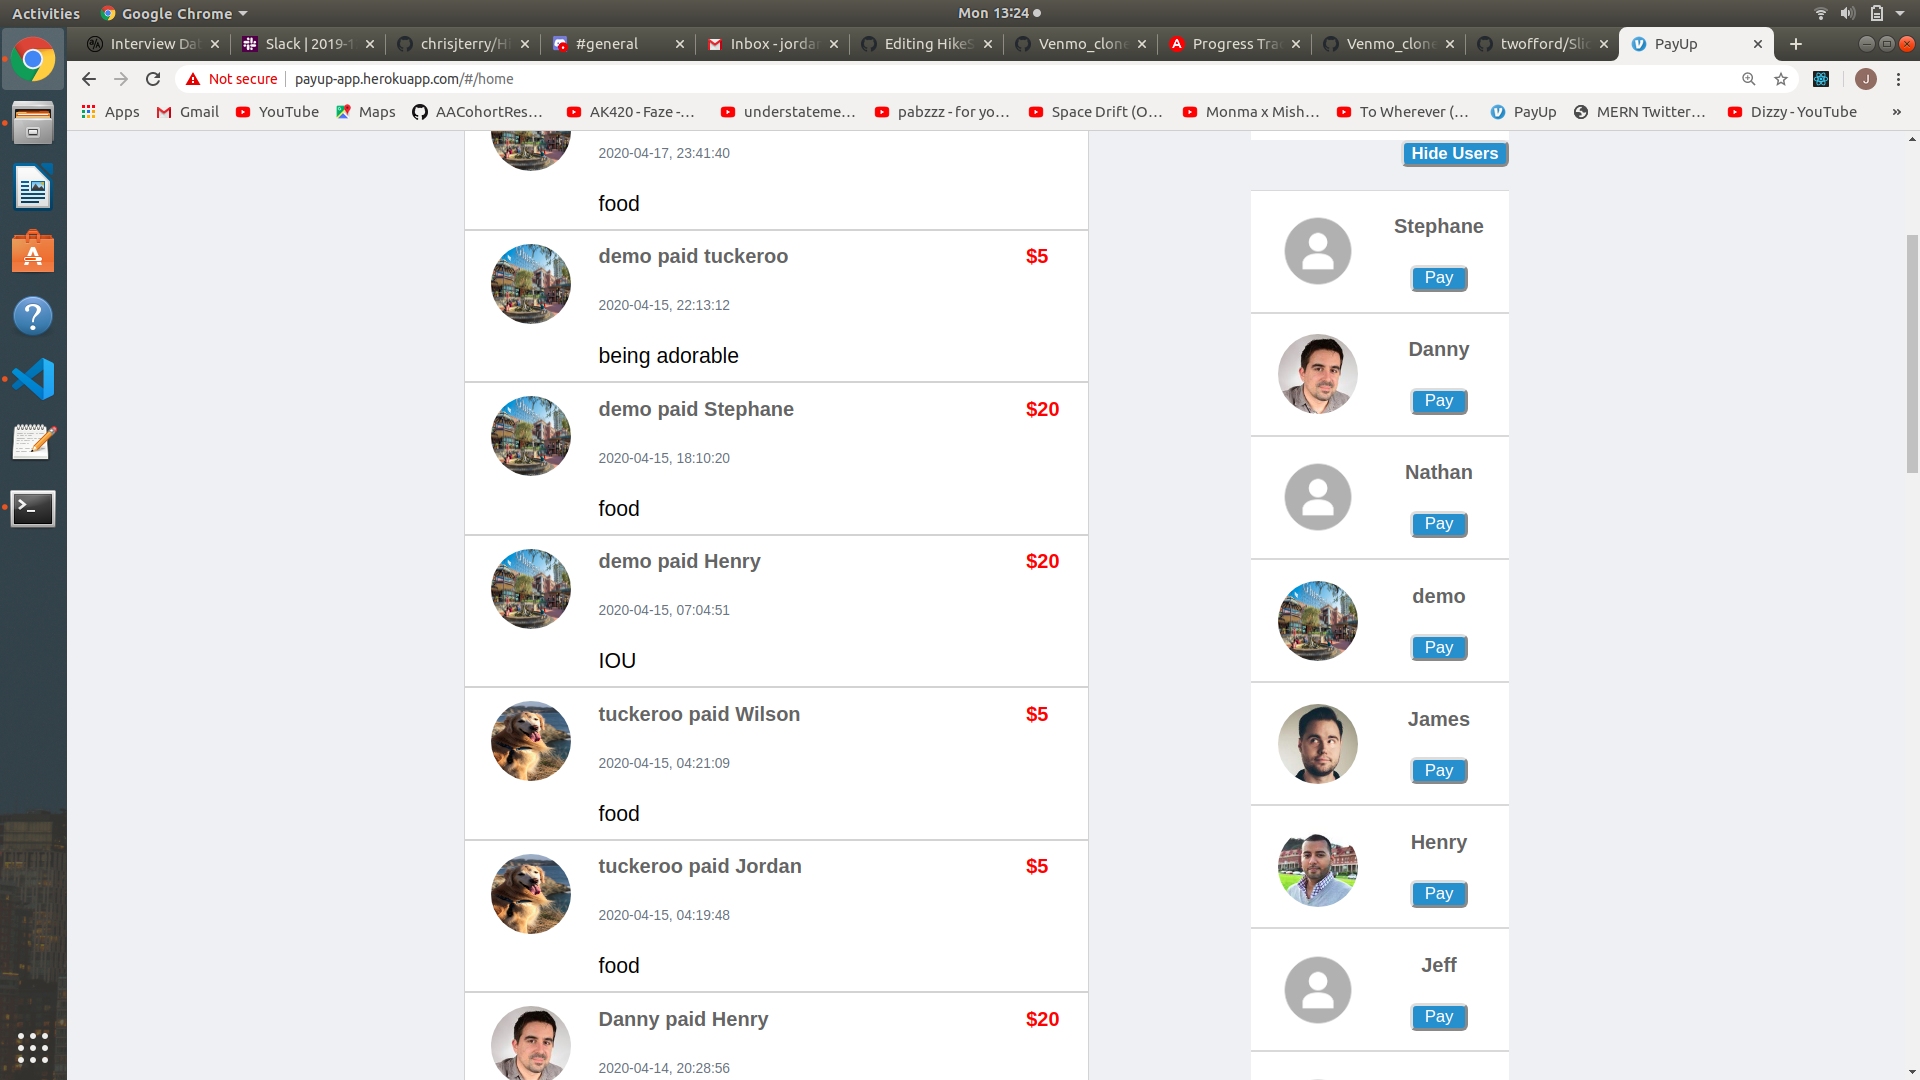 Activities
Google Chrome
Mon 13:24
Interview Dat
Slack | 2019-1
chrisjterry/Hi
#general
Inbox - jordan
Editing HikeS
Venmo_clone
Progress Trac
Venmo_clone
twofford/Slic
PayUp
Not secure
payup-app.herokuapp.com/#/home
J
Apps
Gmail
YouTube
Maps
AACohortRes…
AK420 - Faze -…
understateme…
pabzzz - for yo…
Space Drift (O…
Monma x Mish…
To Wherever (…
PayUp
MERN Twitter…
Dizzy - YouTube
»
2020-04-17, 23:41:40
food
demo paid tuckeroo
$5
2020-04-15, 22:13:12
being adorable
demo paid Stephane
$20
2020-04-15, 18:10:20
food
demo paid Henry
$20
2020-04-15, 07:04:51
IOU
tuckeroo paid Wilson
$5
2020-04-15, 04:21:09
food
tuckeroo paid Jordan
$5
2020-04-15, 04:19:48
food
Danny paid Henry
$20
2020-04-14, 20:28:56
Hide Users
Stephane
Pay
Danny
Pay
Nathan
Pay
demo
Pay
James
Pay
Henry
Pay
Jeff
Pay